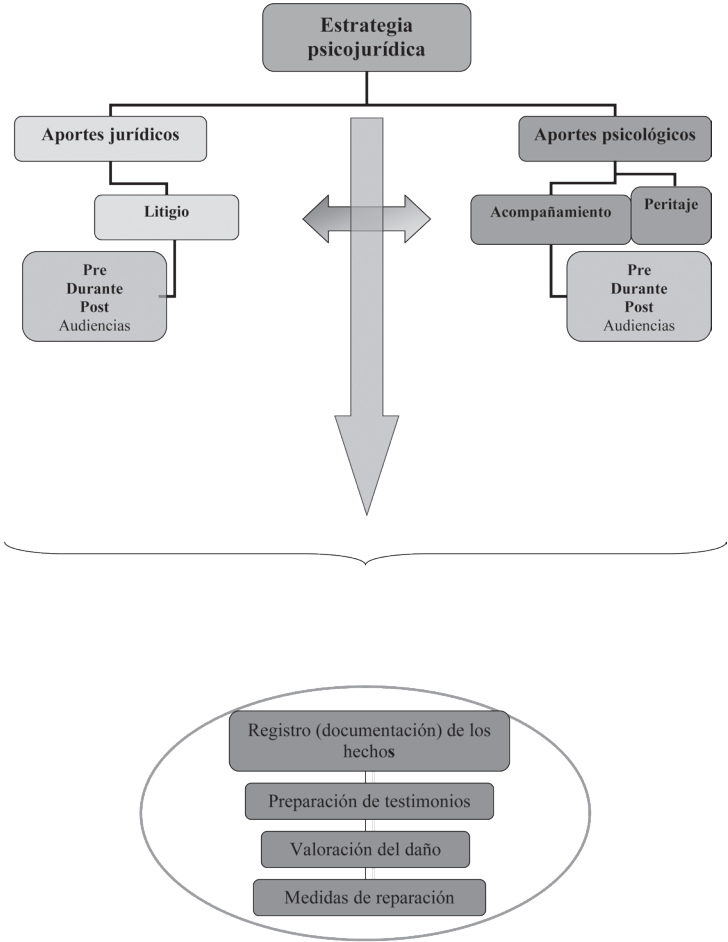 Estrategia
psicojurídica
Aportes jurídicos
Litigio
Pre
Durante
Post
Audiencias
Aportes psicológicos
Acompañamiento
Peritaje
Pre
Durante
Post
Audiencias
Registro (documentación) de los
hechos
Preparación de testimonios
Valoración del daño
Medidas de reparación